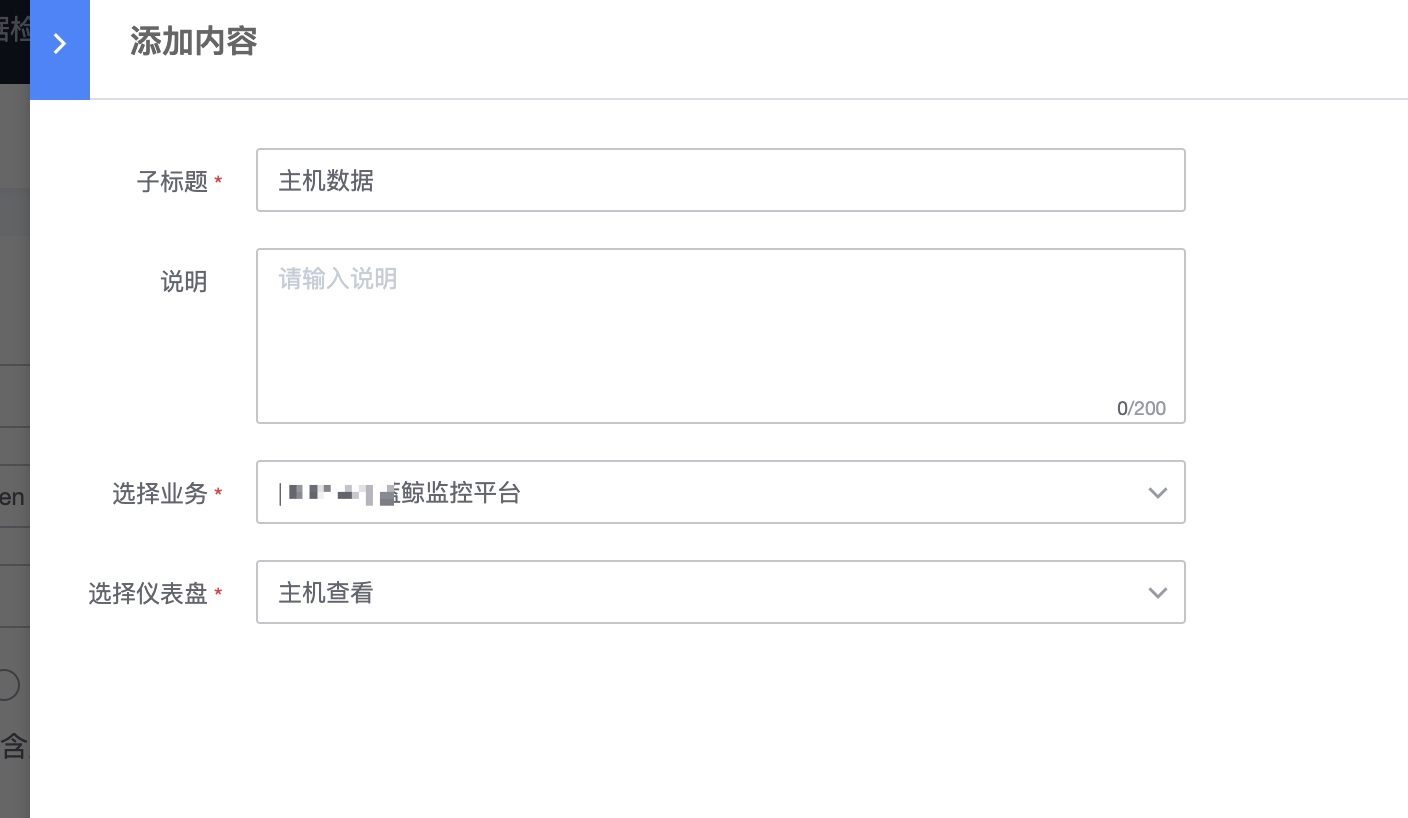 据检
添加内容
子标题 *
主机数据
说明
请输入说明
0/200
选择业务 *
鲸监控平台
en
选择仪表盘 *
主机查看
含